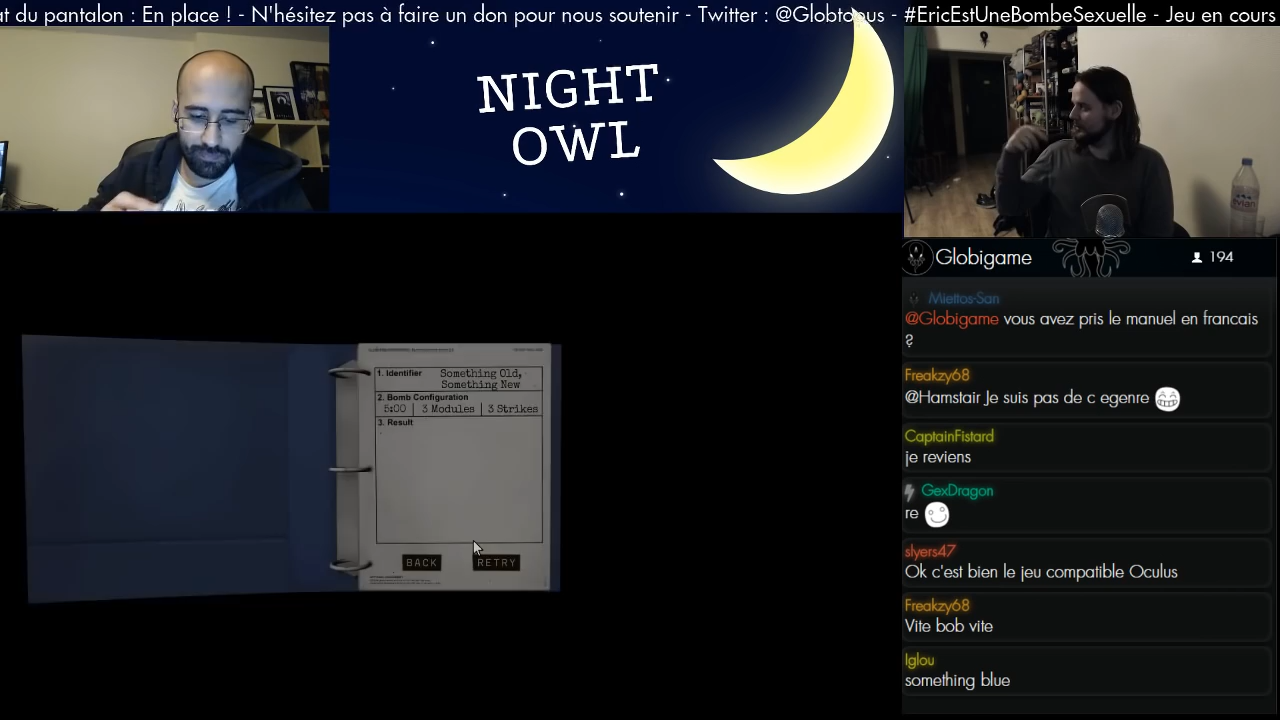 at du pantalon : En place ! - N'hésitez pas à faire un don pour nous soutenir - Twitter : @Globtopus - #EricEstUneBombeSexuelle - Jeu en cours
NIGHT
OWL
evian
Globigame
194
Miettos-San
@Globigame vous avez pris le manuel en francais
?
Freakzy68
@Hamstair Je suis pas de c egenre
CaptainFistard
je reviens
GexDragon
re
slyers47
Ok c'est bien le jeu compatible Oculus
Freakzy68
Vite bob vite
Iglou
something blue
1. Identifier
Something Old,
Something New
2. Bomb Configuration
5:00 | 3 Modules | 3 Strikes
3. Result
BACK
RETRY